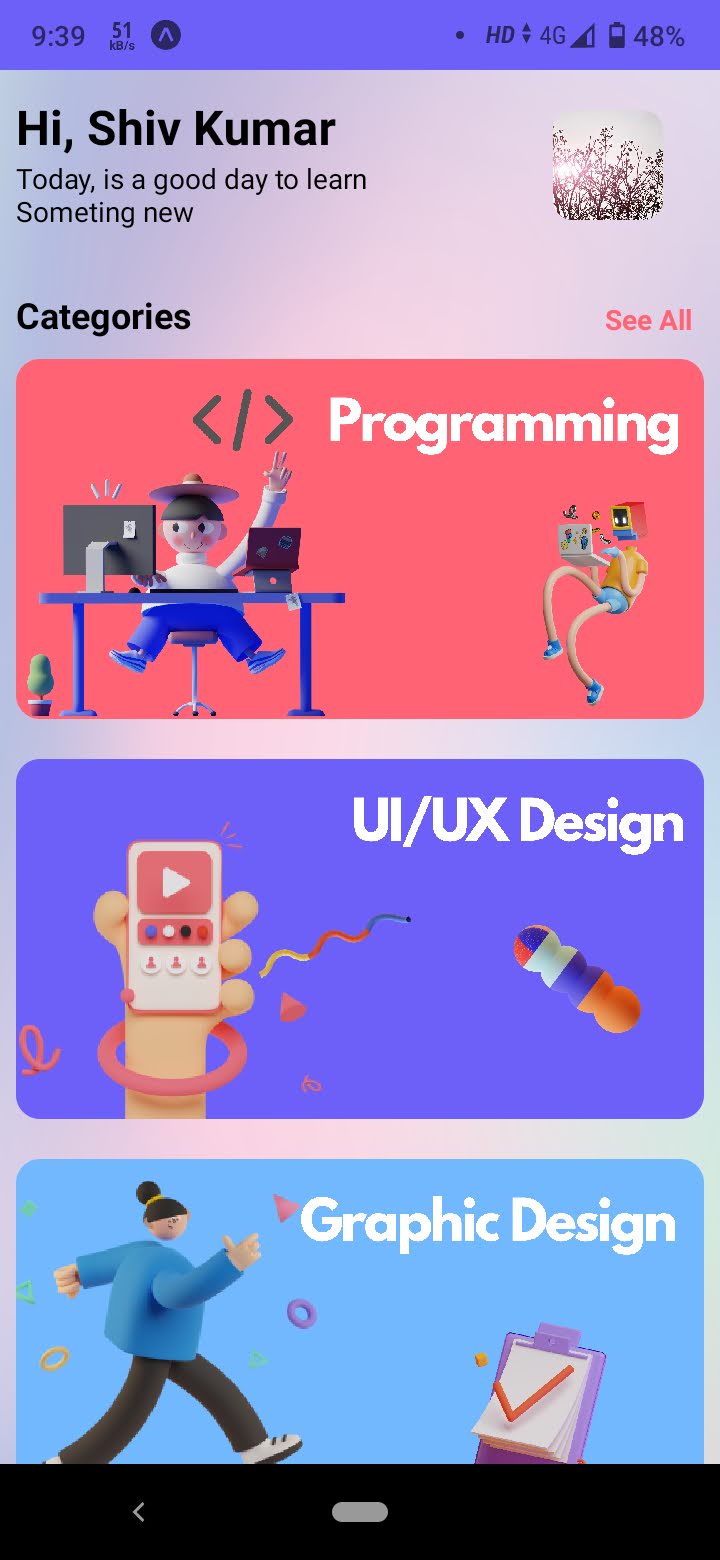 9:39 51 kB/s HD 4G 48%
Hi, Shiv Kumar
Today, is a good day to learn
Someting new
Categories See All
</> Programming
UI/UX Design
Graphic Design